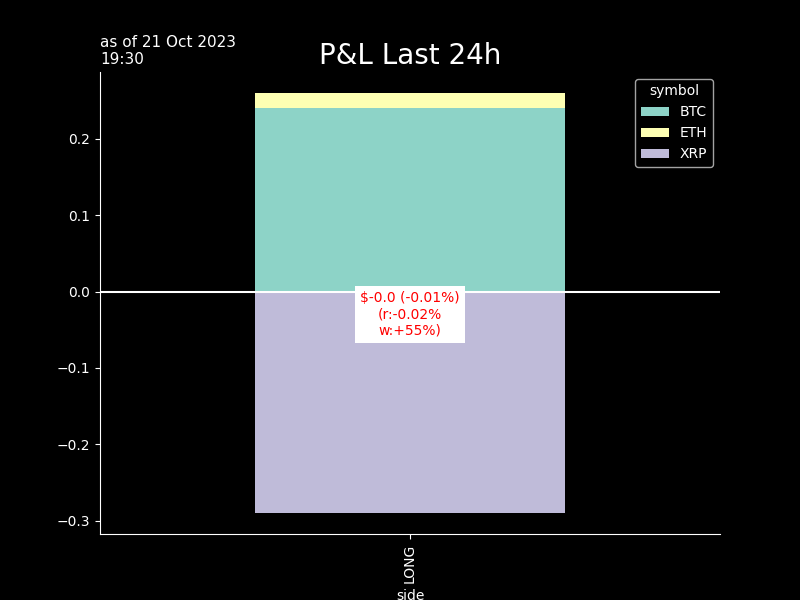 as of 21 Oct 2023
19:30
P&L Last 24h
symbol
BTC
ETH
XRP
0.2
0.1
0.0
−0.1
−0.2
−0.3
$-0.0 (-0.01%)
(r:-0.02%
w:+55%)
LONG
side